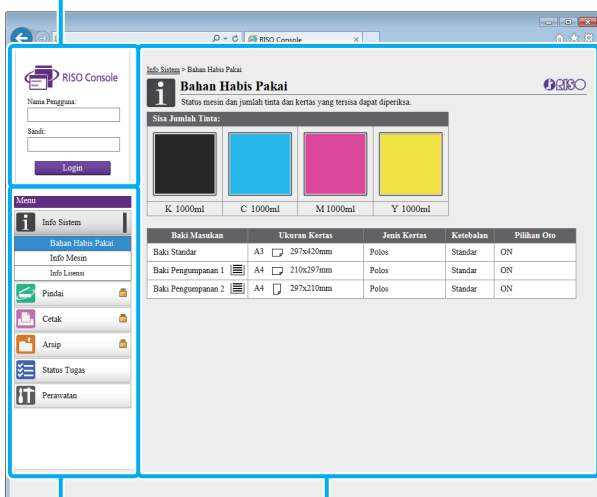 RISO Console
RISO Console
Nama Pengguna:
Sandi:
Login
Menu
Info Sistem
Bahan Habis Pakai
Info Mesin
Info Lisensi
Pindai
Cetak
Arsip
Status Tugas
Perawatan
Info Sistem > Bahan Habis Pakai
Bahan Habis Pakai
RISO
Status mesin dan jumlah tinta dan kertas yang tersisa dapat diperiksa.
Sisa Jumlah Tinta:
K 1000ml C 1000ml M 1000ml Y 1000ml
Baki Masukan Ukuran Kertas Jenis Kertas Ketebalan Pilihan Oto
Baki Standar A3 297x420mm Polos Standar ON
Baki Pengumpanan 1 A4 210x297mm Polos Standar ON
Baki Pengumpanan 2 A4 297x210mm Polos Standar ON